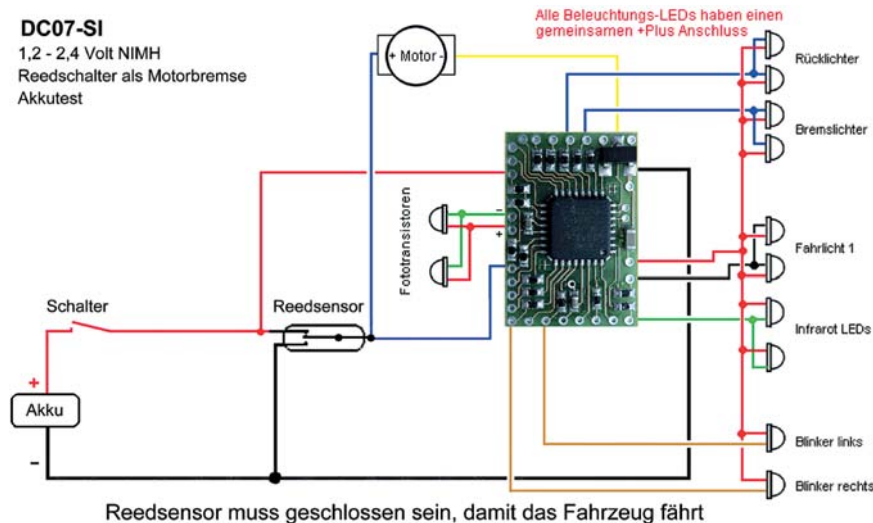 DC07-SI
1,2 - 2,4 Volt NIMH
Reedschalter als Motorbremse
Akkutest
Alle Beleuchtungs-LEDs haben einen
gemeinsamen +Plus Anschluss
+ Motor -
Rücklichter
Bremslichter
Fototransistoren
–
+
Fahrlicht 1
Schalter
Reedsensor
Infrarot LEDs
+
Akku
–
Blinker links
Blinker rechts
Reedsensor muss geschlossen sein, damit das Fahrzeug fährt